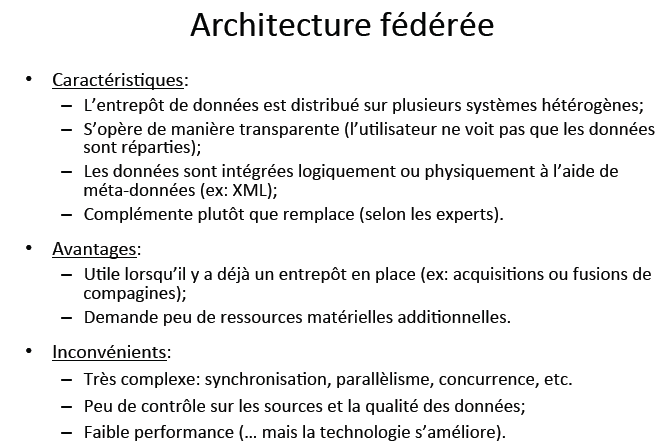 Architecture fédérée
• Caractéristiques:
– L'entrepôt de données est distribué sur plusieurs systèmes hétérogènes;
– S'opère de manière transparente (l'utilisateur ne voit pas que les données
sont réparties);
– Les données sont intégrées logiquement ou physiquement à l'aide de
méta-données (ex: XML);
– Complémente plutôt que remplace (selon les experts).
• Avantages:
– Utile lorsqu'il y a déjà un entrepôt en place (ex: acquisitions ou fusions de
compagines);
– Demande peu de ressources matérielles additionnelles.
• Inconvénients:
– Très complexe: synchronisation, parallèlisme, concurrence, etc.
– Peu de contrôle sur les sources et la qualité des données;
– Faible performance (… mais la technologie s'améliore).